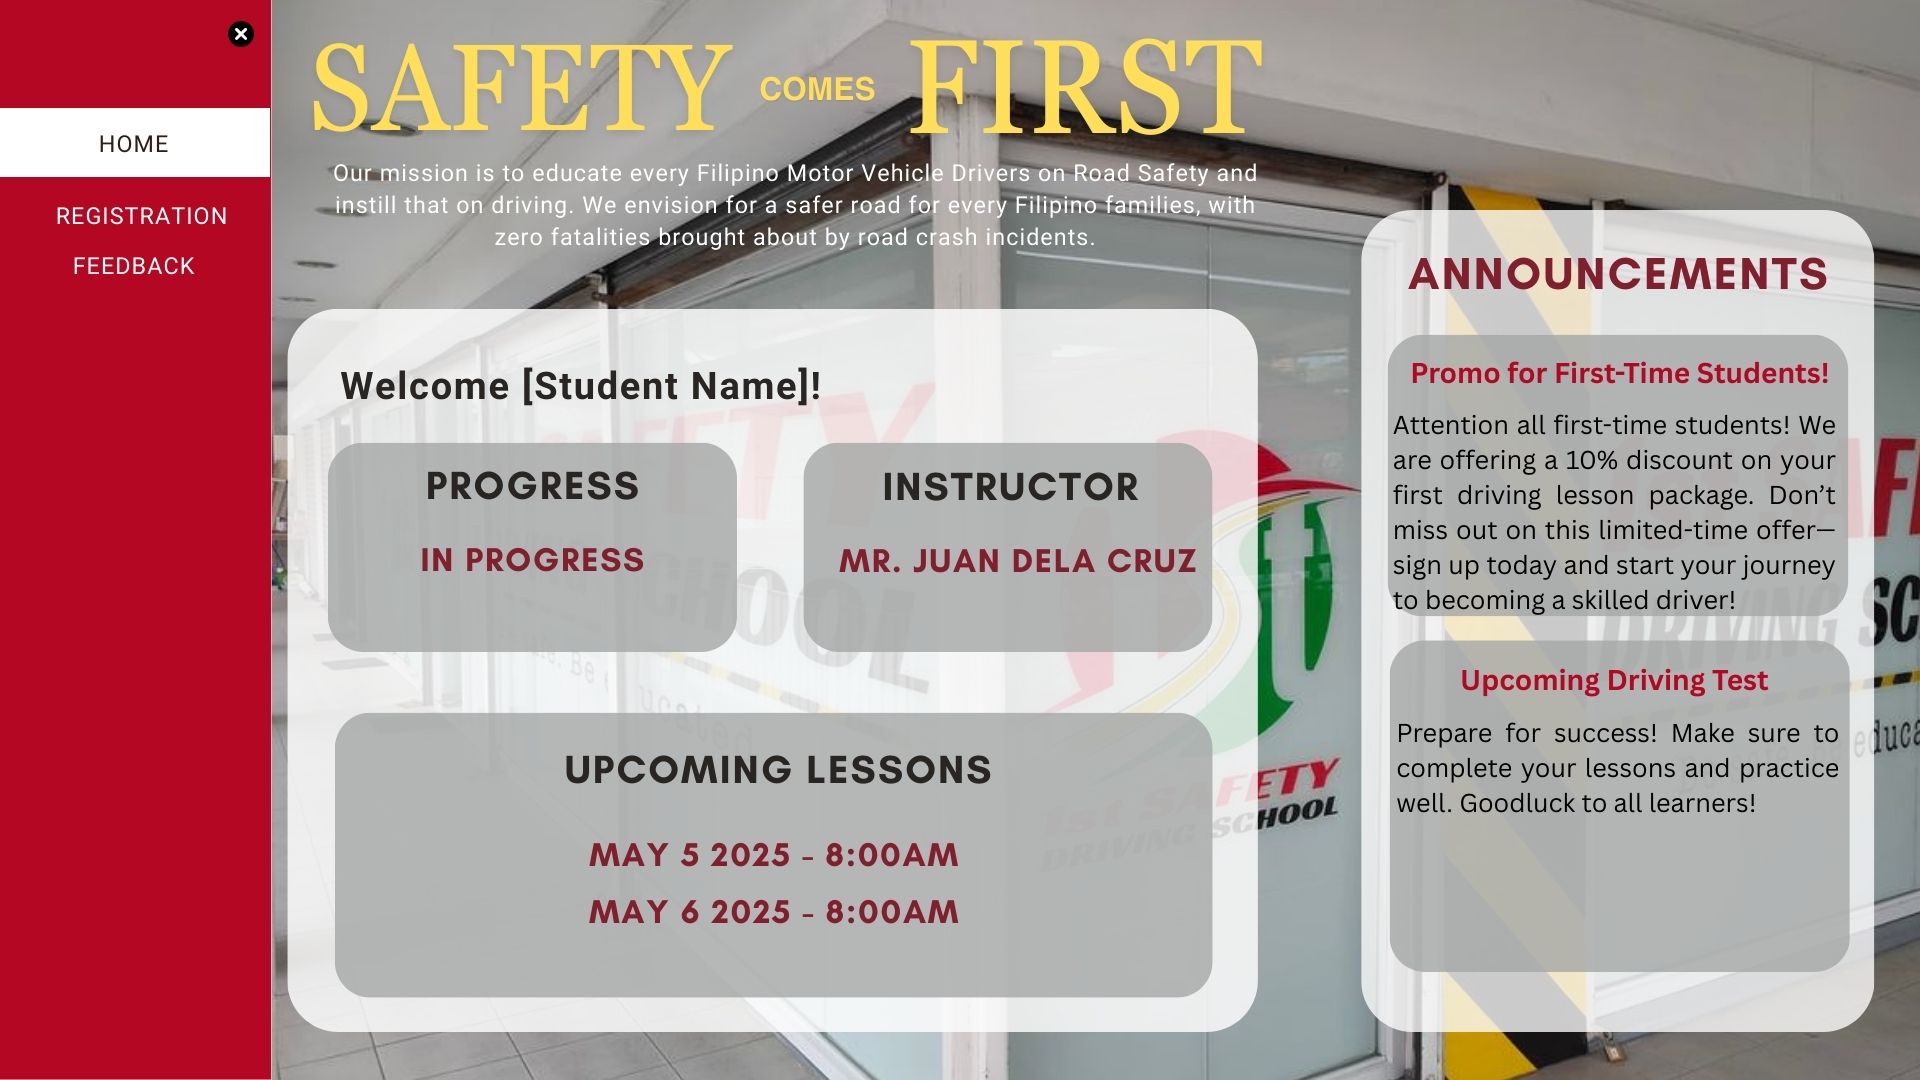 SAFETY COMES FIRST
Our mission is to educate every Filipino Motor Vehicle Drivers on Road Safety and
instill that on driving. We envision for a safer road for every Filipino families, with
zero fatalities brought about by road crash incidents.
HOME
REGISTRATION
FEEDBACK
Welcome [Student Name]!
PROGRESS
IN PROGRESS
INSTRUCTOR
MR. JUAN DELA CRUZ
UPCOMING LESSONS
MAY 5 2025 - 8:00AM
MAY 6 2025 - 8:00AM
ANNOUNCEMENTS
Promo for First-Time Students!
Attention all first-time students! We
are offering a 10% discount on your
first driving lesson package. Don’t
miss out on this limited-time offer—
sign up today and start your journey
to becoming a skilled driver!
Upcoming Driving Test
Prepare for success! Make sure to
complete your lessons and practice
well. Goodluck to all learners!
1st SAFETY
DRIVING SCHOOL